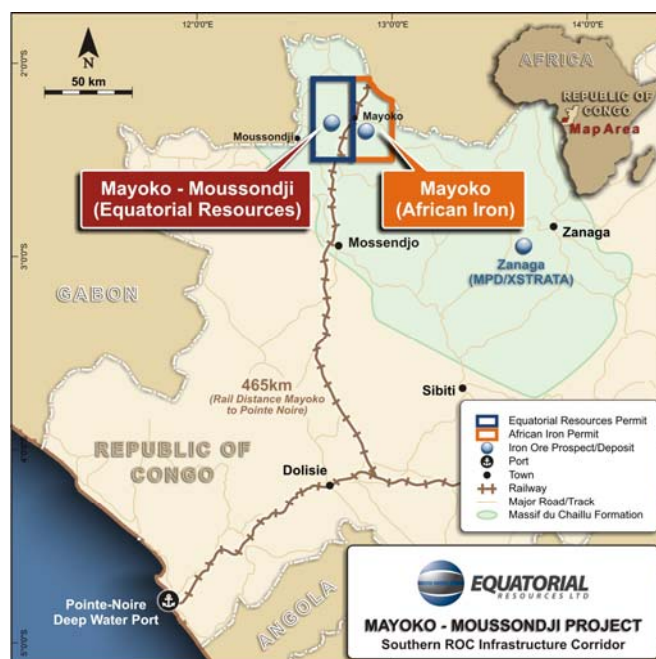 12°0'0"E
13°0'0"E
14°0'0"E
N
50 km
2°0'0"S
3°0'0"S
4°0'0"S
5°0'0"S
AFRICA
REPUBLIC OF
CONGO
Map Area
Moussondji
Mayoko
Mayoko - Moussondji
(Equatorial Resources)
Mayoko
(African Iron)
Mossendjo
Zanaga
Zanaga
(MPD/XSTRATA)
GABON
465km
(Rail Distance Mayoko
to Pointe Noire)
Sibiti
REPUBLIC OF
CONGO
Dolisie
Pointe-Noire
Deep Water Port
ANGOLA
Equatorial Resources Permit
African Iron Permit
Iron Ore Prospect/Deposit
Port
Town
Railway
Major Road/Track
Massif du Chaillu Formation
EQUATORIAL
RESOURCES LTD
MAYOKO - MOUSSONDJI PROJECT
Southern ROC Infrastructure Corridor